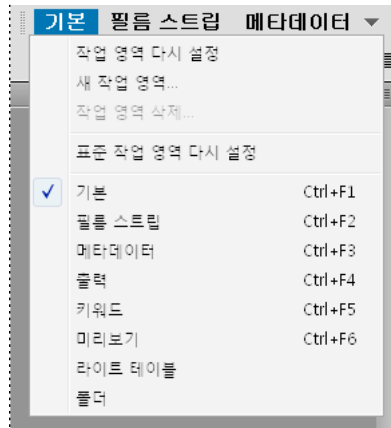 기본 필름 스트립 메타데이터
작업 영역 다시 설정
새 작업 영역...
작업 영역 삭제...
표준 작업 영역 다시 설정
기본 Ctrl+F1
필름 스트립 Ctrl+F2
메타데이터 Ctrl+F3
출력 Ctrl+F4
키워드 Ctrl+F5
미리보기 Ctrl+F6
라이트 테이블
폴더